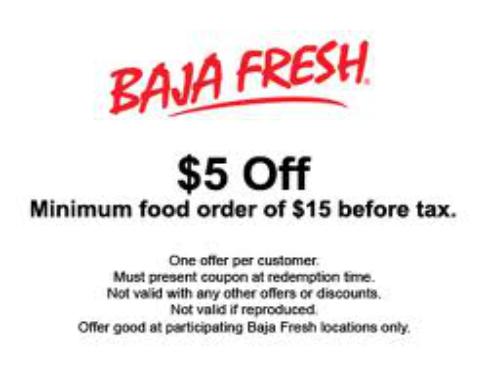 BAJA FRESH.
$5 Off
Minimum food order of $15 before tax.
One offer per customer.
Must present coupon at redemption time.
Not valid with any other offers or discounts.
Not valid if reproduced.
Offer good at participating Baja Fresh locations only.